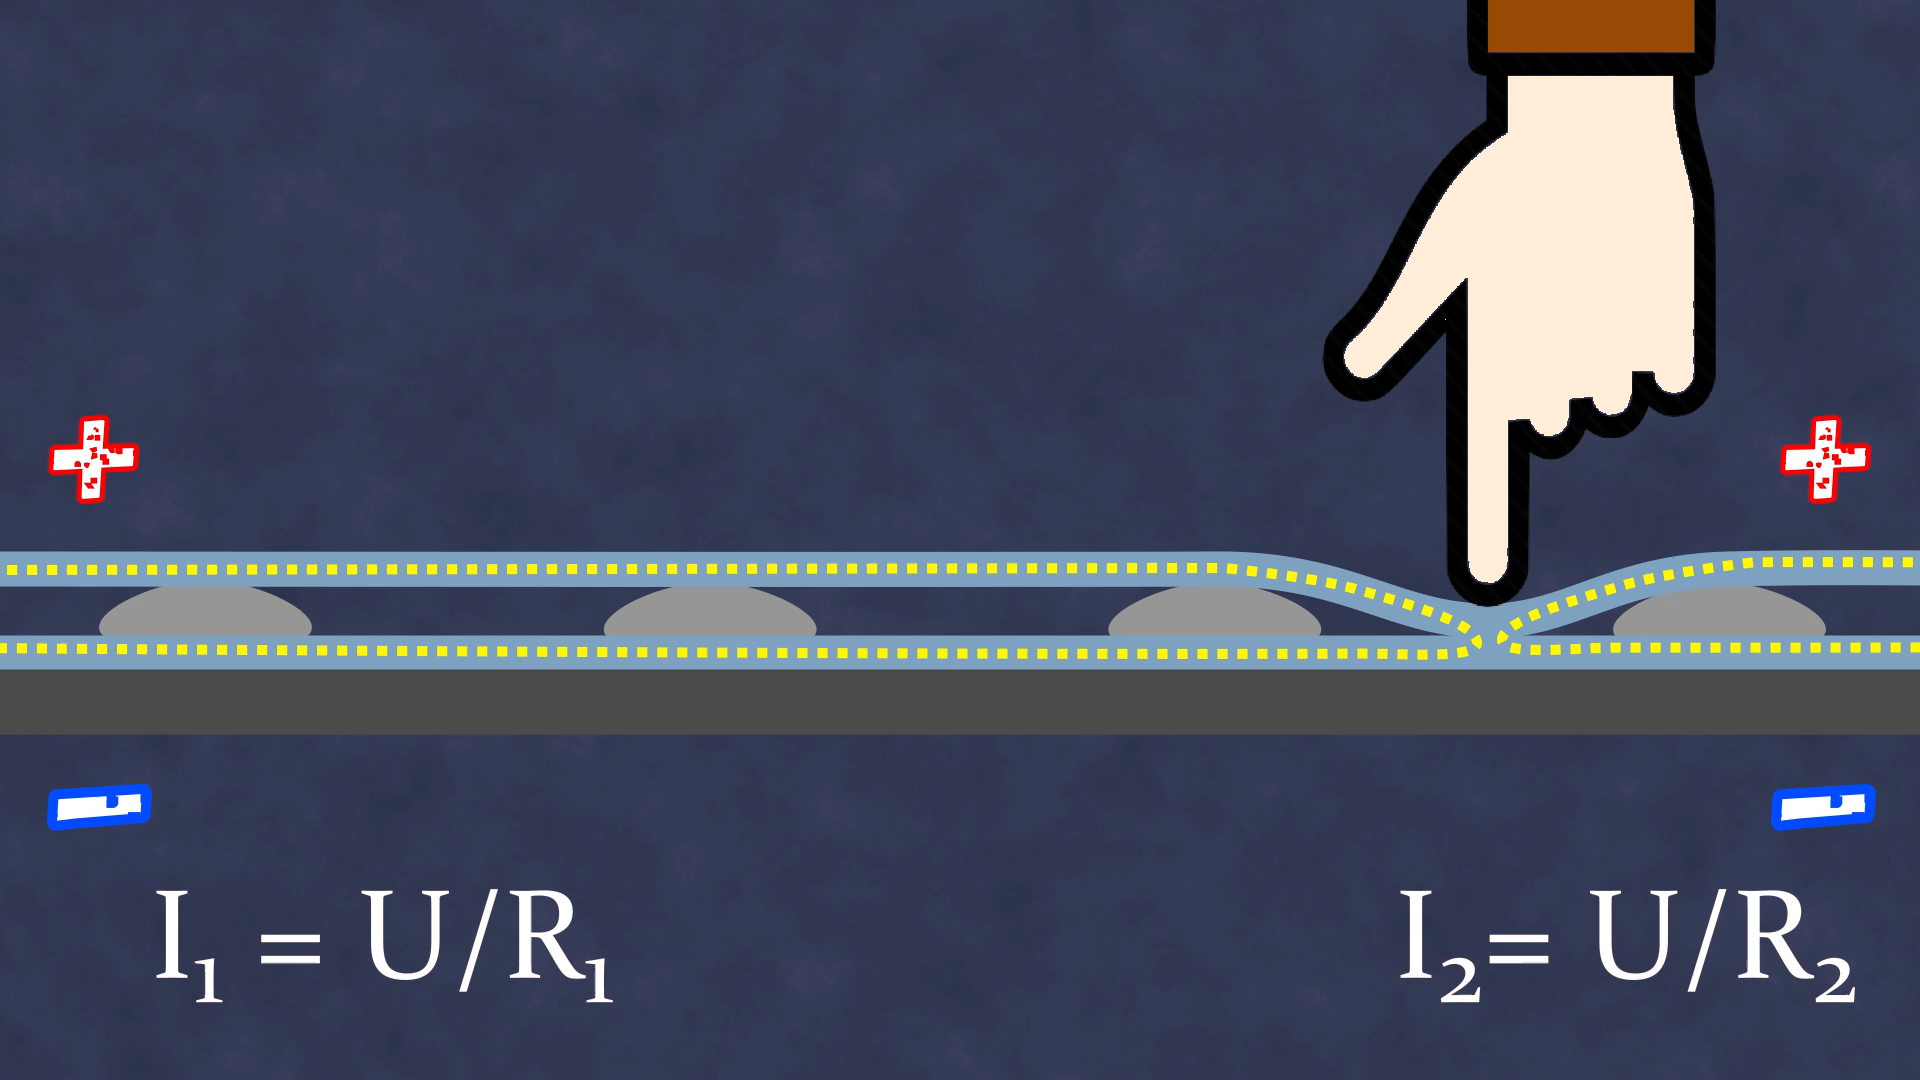 + +
- -
I₁ = U/R₁
I₂= U/R₂